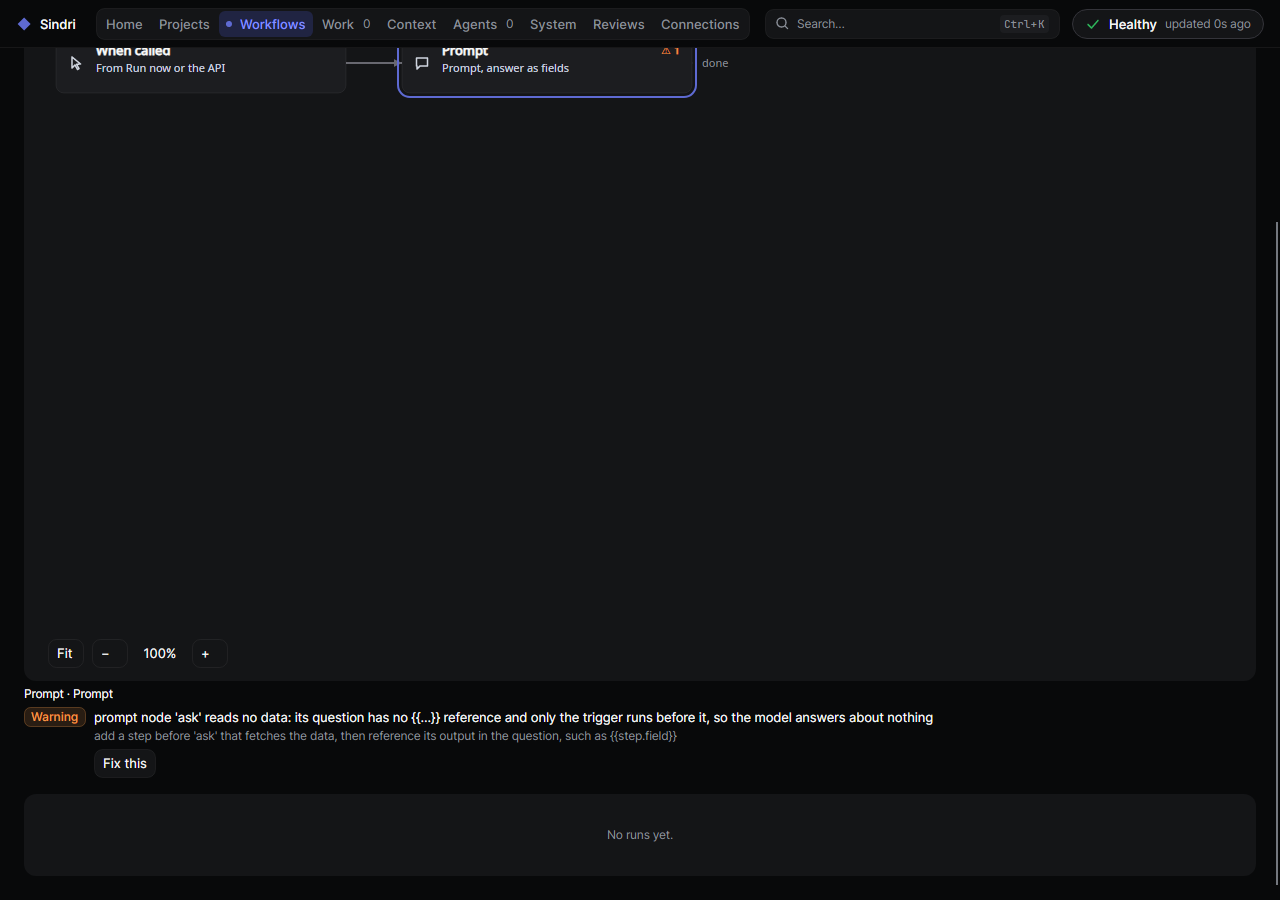 Sindri
Home Projects Workflows Work 0 Context Agents 0 System Reviews Connections
Search... Ctrl+K
Healthy updated 0s ago
When called
From Run now or the API
Prompt
⚠ 1
Prompt, answer as fields
done
Fit − 100% +
Prompt · Prompt
Warning prompt node 'ask' reads no data: its question has no {{...}} reference and only the trigger runs before it, so the model answers about nothing
add a step before 'ask' that fetches the data, then reference its output in the question, such as {{step.field}}
Fix this
No runs yet.